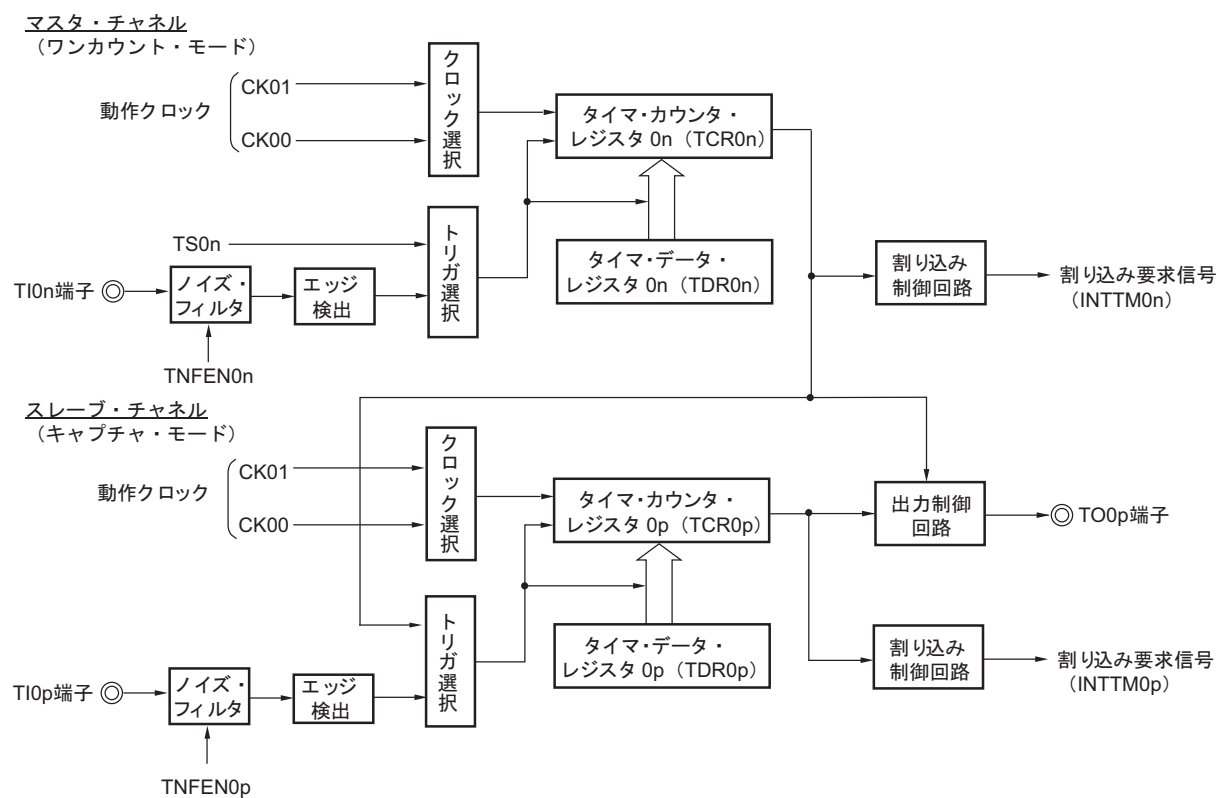 マスタ・チャネル
（ワンカウント・モード）
動作クロック
CK01
CK00
クロック選択
タイマ・カウンタ・
レジスタ 0n（TCR0n）
TS0n
トリガ選択
タイマ・データ・
レジスタ 0n（TDR0n）
割り込み
制御回路
割り込み要求信号
（INTTM0n）
TI0n端子
ノイズ・
フィルタ
エッジ
検出
TNFEN0n
スレーブ・チャネル
（キャプチャ・モード）
動作クロック
CK01
CK00
クロック選択
タイマ・カウンタ・
レジスタ 0p（TCR0p）
出力制御
回路
TO0p端子
トリガ選択
タイマ・データ・
レジスタ 0p（TDR0p）
割り込み
制御回路
割り込み要求信号
（INTTM0p）
TI0p端子
ノイズ・
フィルタ
エッジ
検出
TNFEN0p